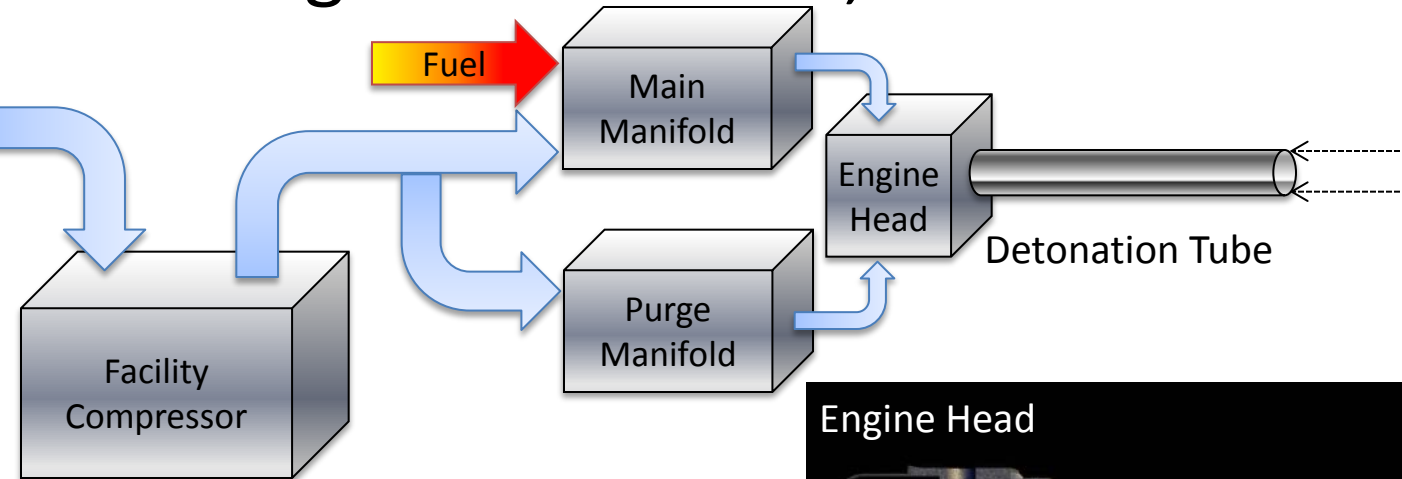 Fuel
Main
Manifold
Engine
Head
Detonation Tube
Purge
Manifold
Facility
Compressor
Engine Head